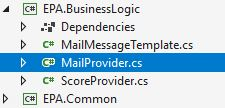 C# EPA.BusinessLogic
Dependencies
C# MailMessageTemplate.cs
C# MailProvider.cs
C# ScoreProvider.cs
C# EPA.Common